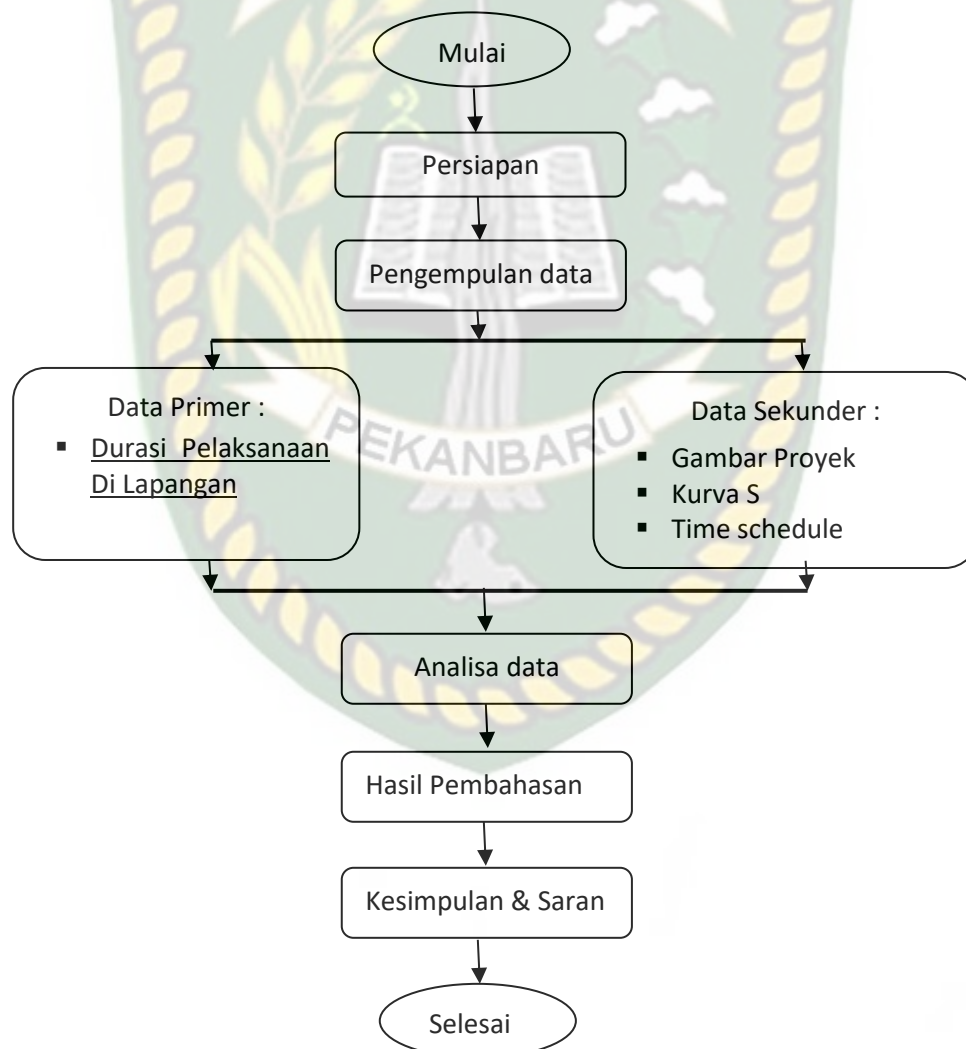 Mulai
Persiapan
Pengempulan data
Data Primer :
▪ Durasi Pelaksanaan
Di Lapangan
Data Sekunder :
▪ Gambar Proyek
▪ Kurva S
▪ Time schedule
PEKANBARU
Analisa data
Hasil Pembahasan
Kesimpulan & Saran
Selesai